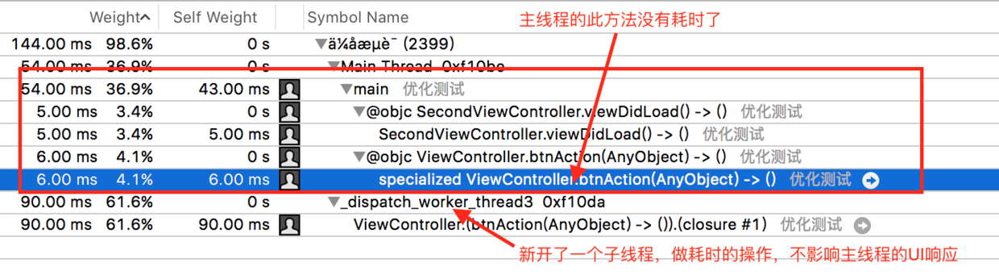 Weight Self Weight Symbol Name
主线程的此方法没有耗时了
144.00 ms 98.6% 0 s ▼ä¼åæµè¯ (2399)
54.00 ms 36.9% 0 s ▼Main Thread 0xf10be
54.00 ms 36.9% 43.00 ms ▼main 优化测试
5.00 ms 3.4% 0 s ▼@objc SecondViewController.viewDidLoad() -> () 优化测试
5.00 ms 3.4% 5.00 ms SecondViewController.viewDidLoad() -> () 优化测试
6.00 ms 4.1% 0 s ▼@objc ViewController.btnAction(AnyObject) -> () 优化测试
6.00 ms 4.1% 6.00 ms specialized ViewController.btnAction(AnyObject) -> () 优化测试
90.00 ms 61.6% 0 s ▼_dispatch_worker_thread3 0xf10da
90.00 ms 61.6% 90.00 ms ViewController.(btnAction(AnyObject) -> ()).(closure #1) 优化测试
新开了一个子线程，做耗时的操作，不影响主线程的UI响应